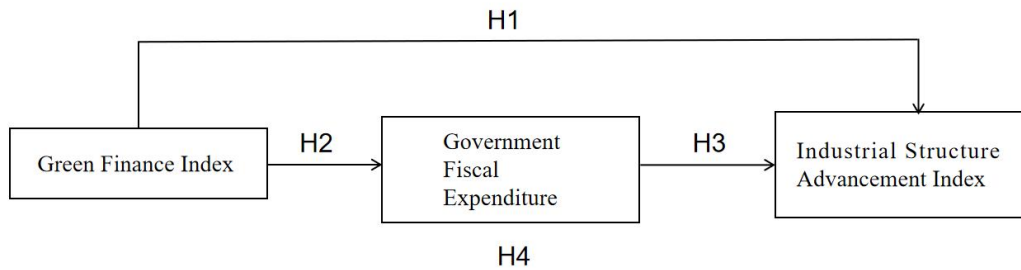 H1
Green Finance Index
H2
Government
Fiscal
Expenditure
H3
Industrial Structure
Advancement Index
H4